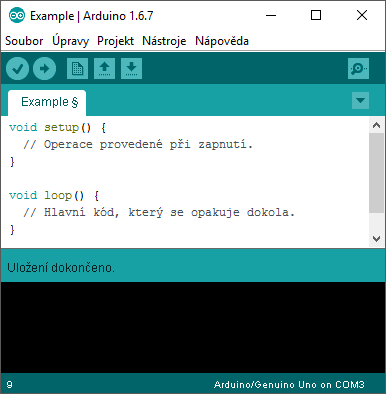 Example | Arduino 1.6.7
Soubor Úpravy Projekt Nástroje Nápověda
Example §
void setup() {
  // Operace provedené při zapnutí.
}
void loop() {
  // Hlavní kód, který se opakuje dokola.
}
Uložení dokončeno.
9 Arduino/Genuino Uno on COM3